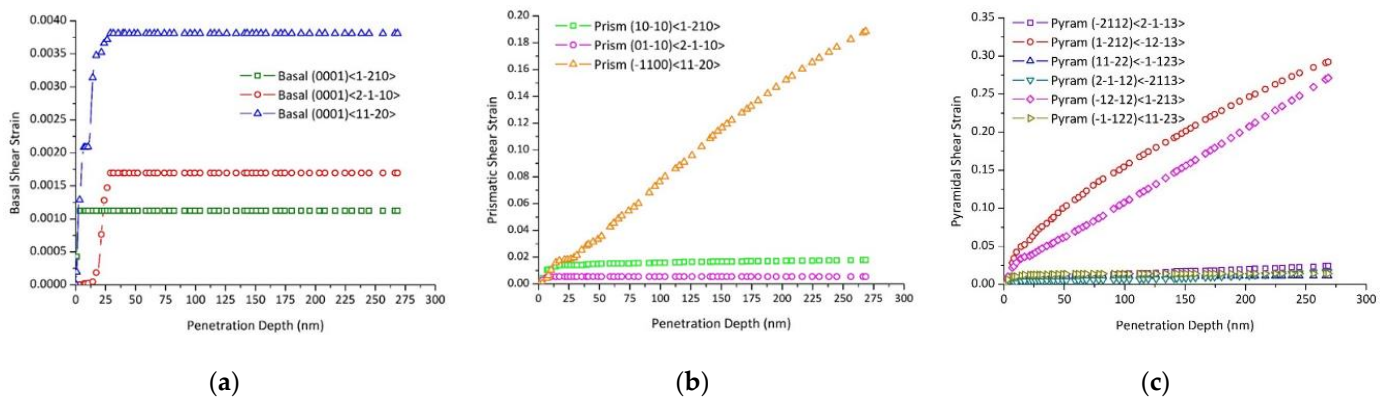 0.0040
0.0035
0.0030
0.0025
0.0020
0.0015
0.0010
0.0005
0.0000
Basal Shear Strain
Basal (0001)<1-210>
Basal (0001)<2-1-10>
Basal (0001)<11-20>
0 25 50 75 100 125 150 175 200 225 250 275 300
Penetration Depth (nm)
(a)
0.20
0.18
0.16
0.14
0.12
0.10
0.08
0.06
0.04
0.02
0.00
Prismatic Shear Strain
Prism (10-10)<1-210>
Prism (01-10)<2-1-10>
Prism (-1100)<11-20>
0 25 50 75 100 125 150 175 200 225 250 275 300
Penetration Depth (nm)
(b)
0.35
0.30
0.25
0.20
0.15
0.10
0.05
0.00
Pyramidal Shear Strain
Pyram (-2112)<2-1-13>
Pyram (1-212)<-12-13>
Pyram (11-22)<-1-123>
Pyram (2-1-12)<-2113>
Pyram (-12-12)<1-213>
Pyram (-1-122)<11-23>
0 50 100 150 200 250 300
Penetration Depth (nm)
(c)